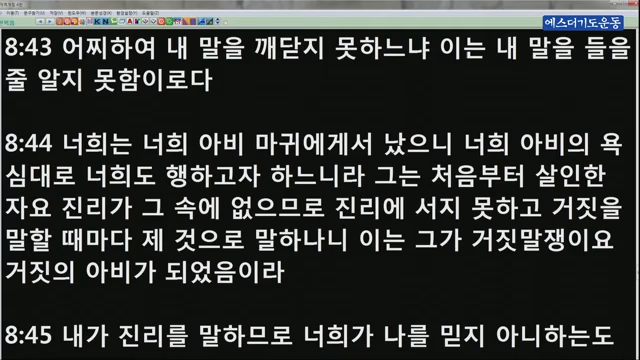 에스더기도운동
8:43 어찌하여 내 말을 깨닫지 못하느냐 이는 내 말을 들을
줄 알지 못함이로다
8:44 너희는 너희 아비 마귀에게서 났으니 너희 아비의 욕
심대로 너희도 행하고자 하느니라 그는 처음부터 살인한
자요 진리가 그 속에 없으므로 진리에 서지 못하고 거짓을
말할 때마다 제 것으로 말하나니 이는 그가 거짓말쟁이요
거짓의 아비가 되었음이라
8:45 내가 진리를 말하므로 너희가 나를 믿지 아니하는도